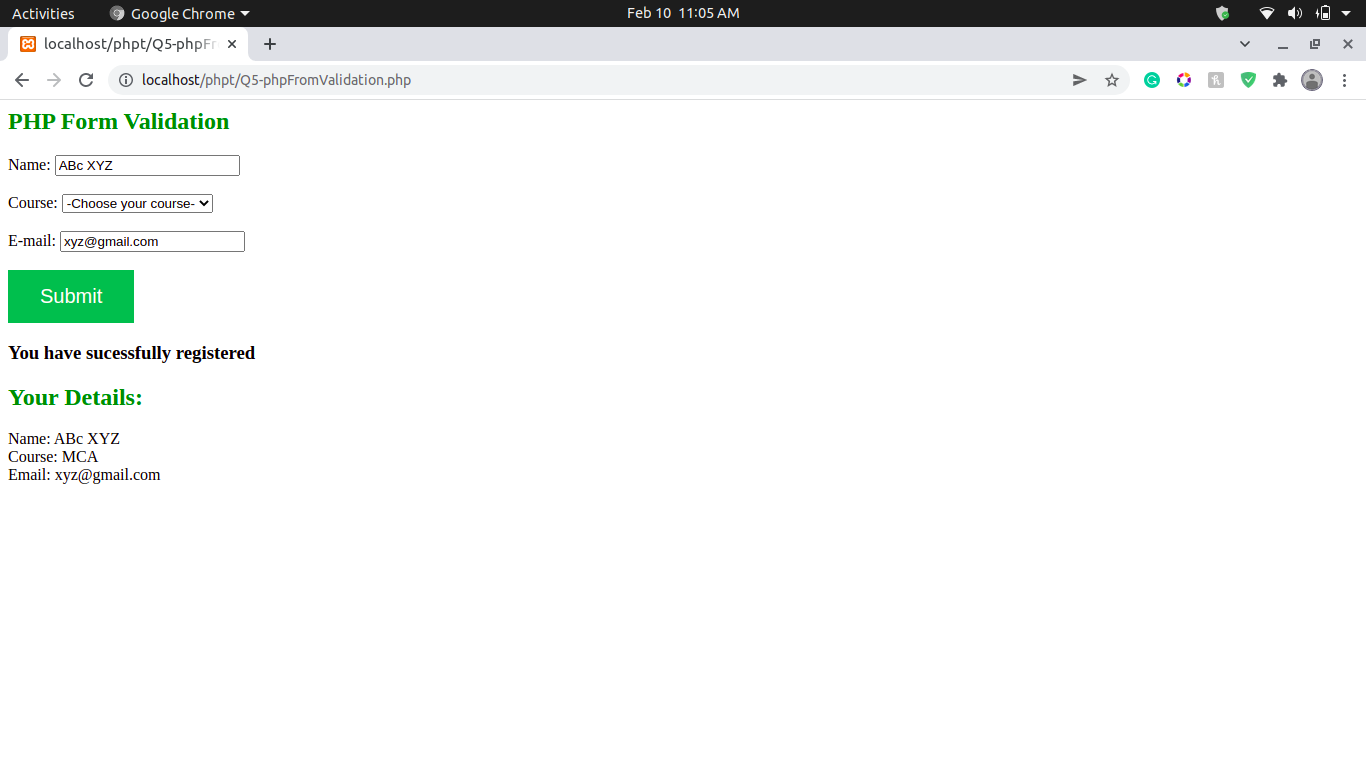 Activities Google Chrome Feb 10 11:05 AM
localhost/phpt/Q5-phpFr
localhost/phpt/Q5-phpFromValidation.php
PHP Form Validation
Name: ABc XYZ
Course: -Choose your course-
E-mail: xyz@gmail.com
Submit
You have sucessfully registered
Your Details:
Name: ABc XYZ
Course: MCA
Email: xyz@gmail.com